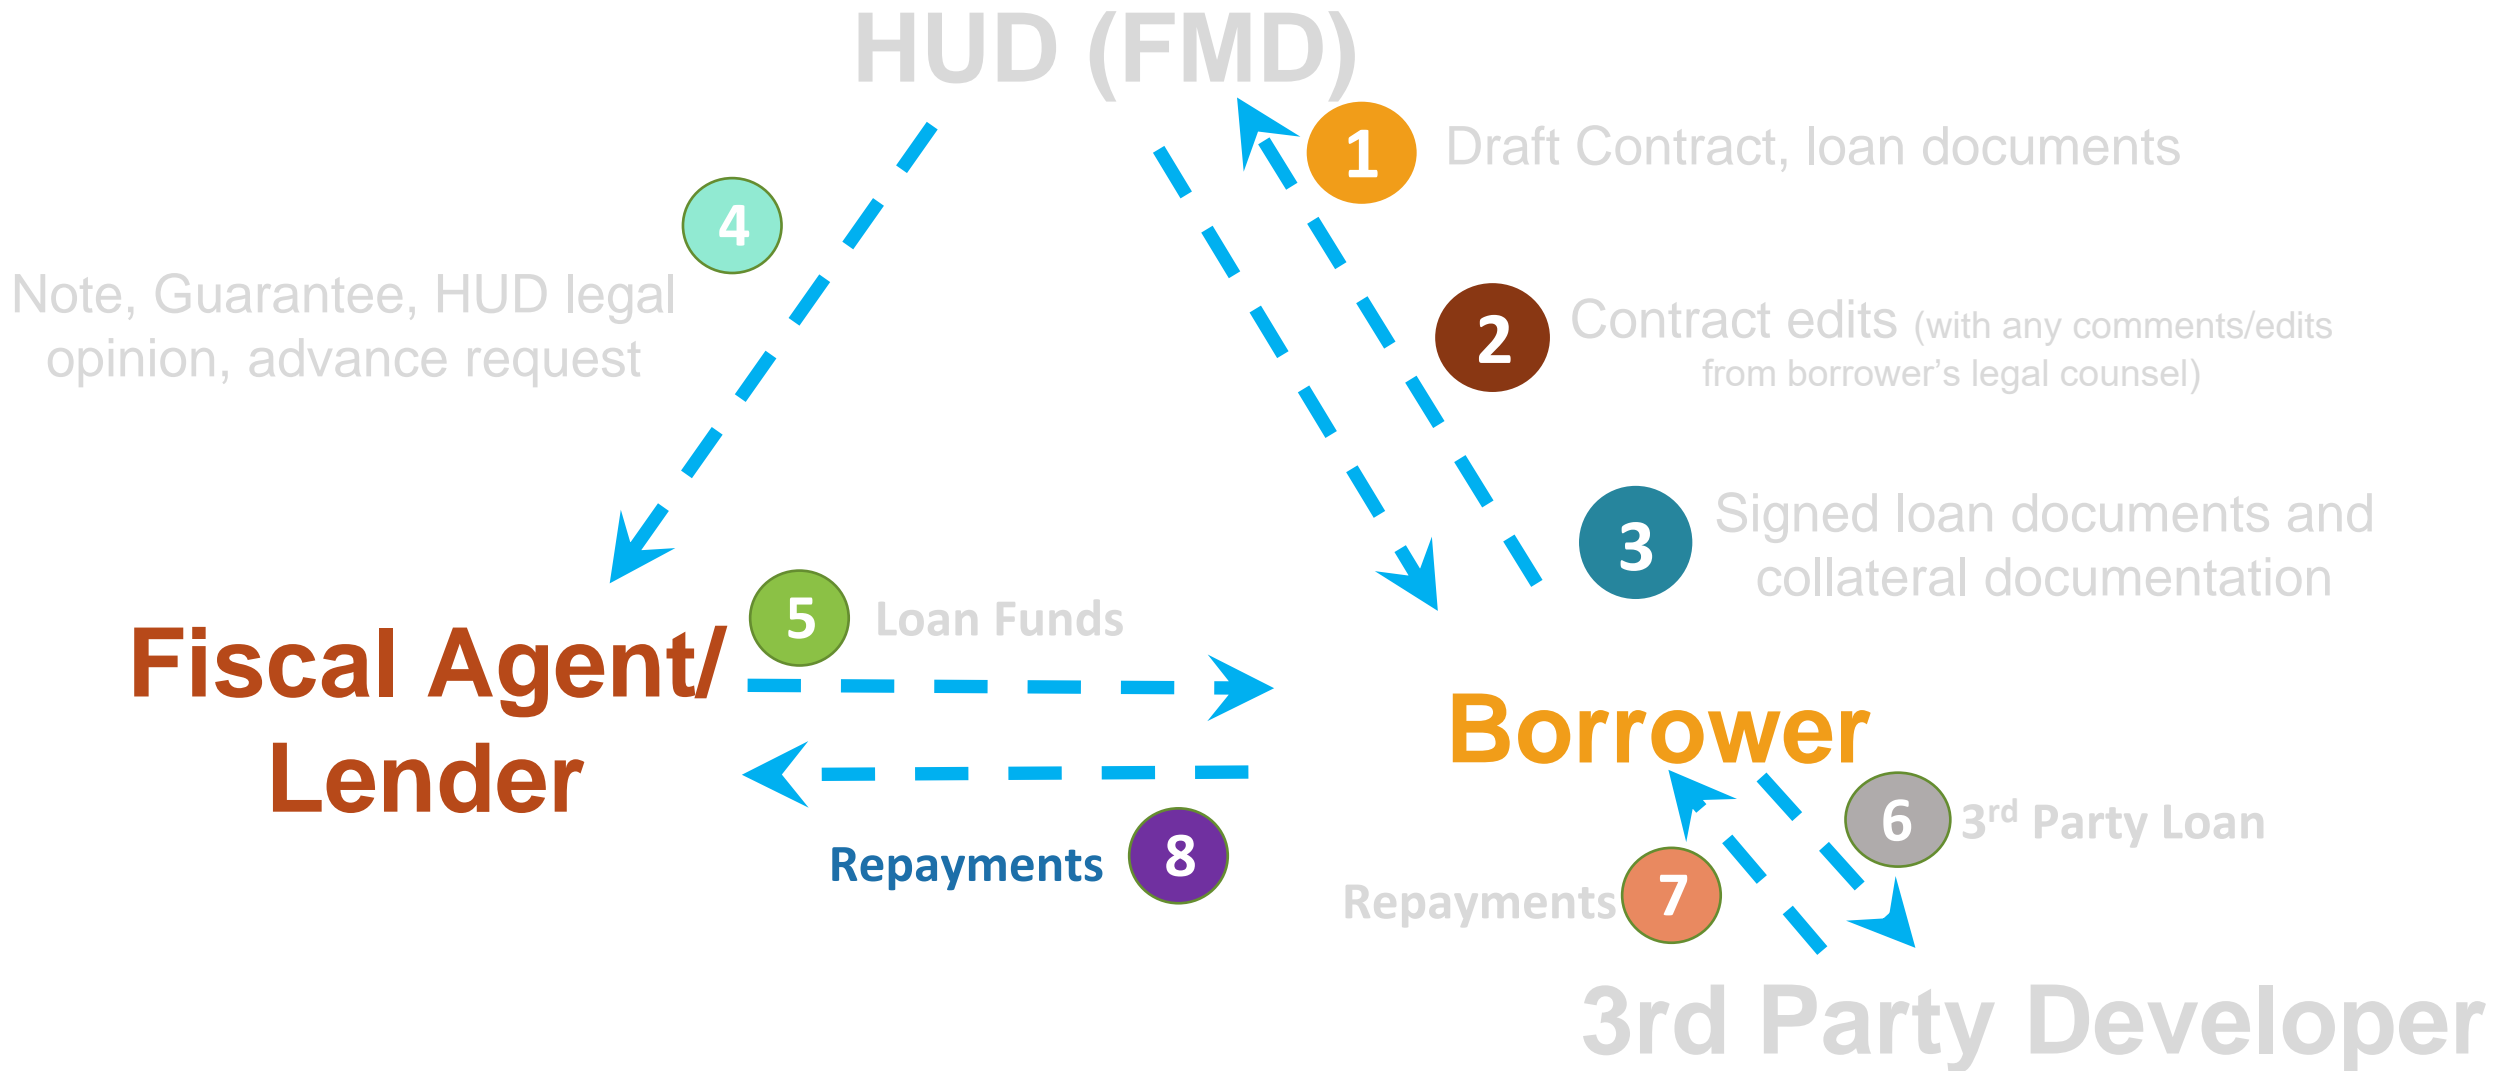 HUD (FMD)
1 Draft Contract, loan documents
4
Note, Guarantee, HUD legal
opinion, advance request
2 Contract edits (within any comments/edits
from borrower's legal counsel)
3 Signed loan documents and
collateral documentation
5 Loan Funds
Fiscal Agent/
Lender
Borrower
6 3rd Party Loan
Repayments 8
Repayments 7
3rd Party Developer